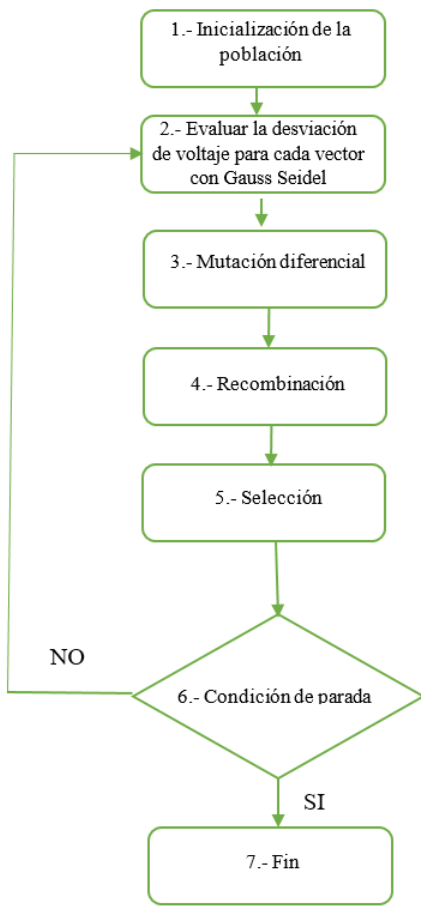 1.- Inicialización de la
población
2.- Evaluar la desviación
de voltaje para cada vector
con Gauss Seidel
3.- Mutación diferencial
4.- Recombinación
5.- Selección
NO
6.- Condición de parada
SI
7.- Fin